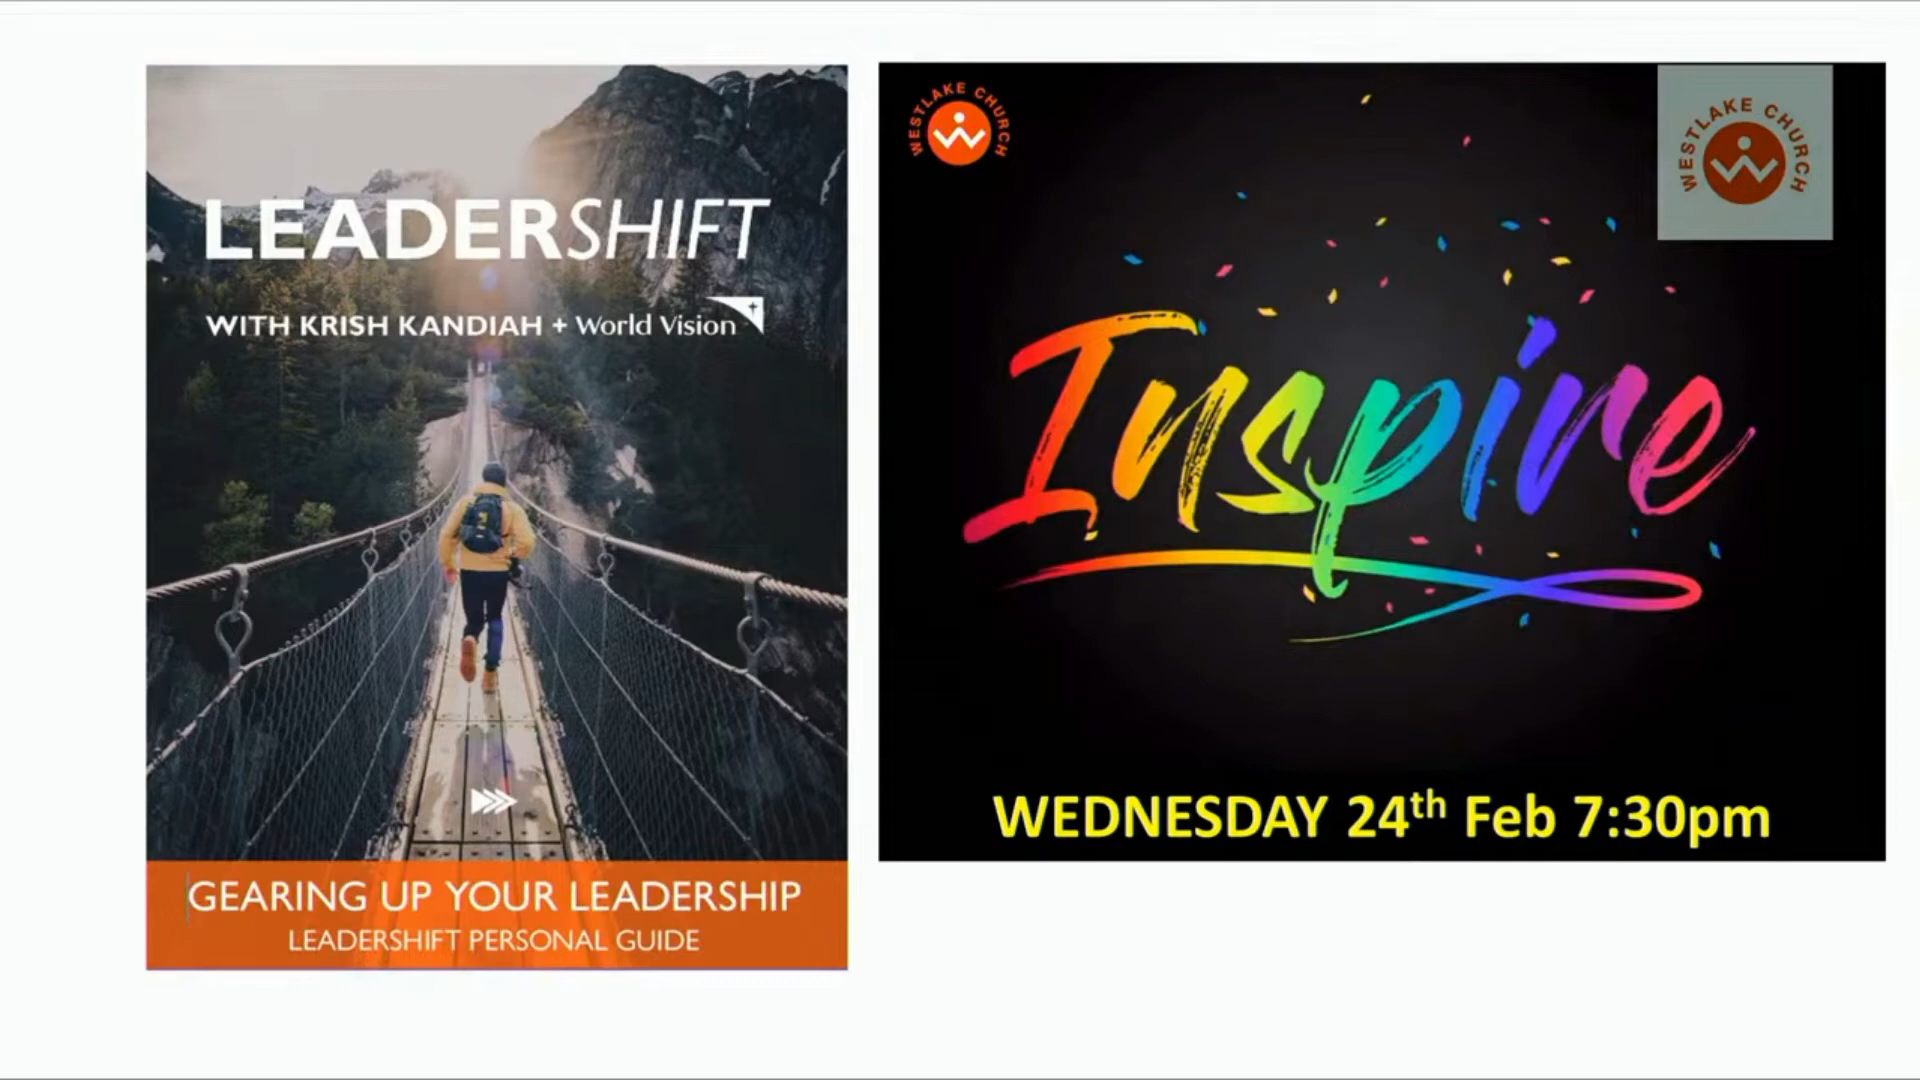 LEADERSHIFT
WITH KRISH KANDIAH + World Vision
GEARING UP YOUR LEADERSHIP
LEADERSHIFT PERSONAL GUIDE
WESTLAKE CHURCH
WESTLAKE CHURCH
Inspire
WEDNESDAY 24th Feb 7:30pm